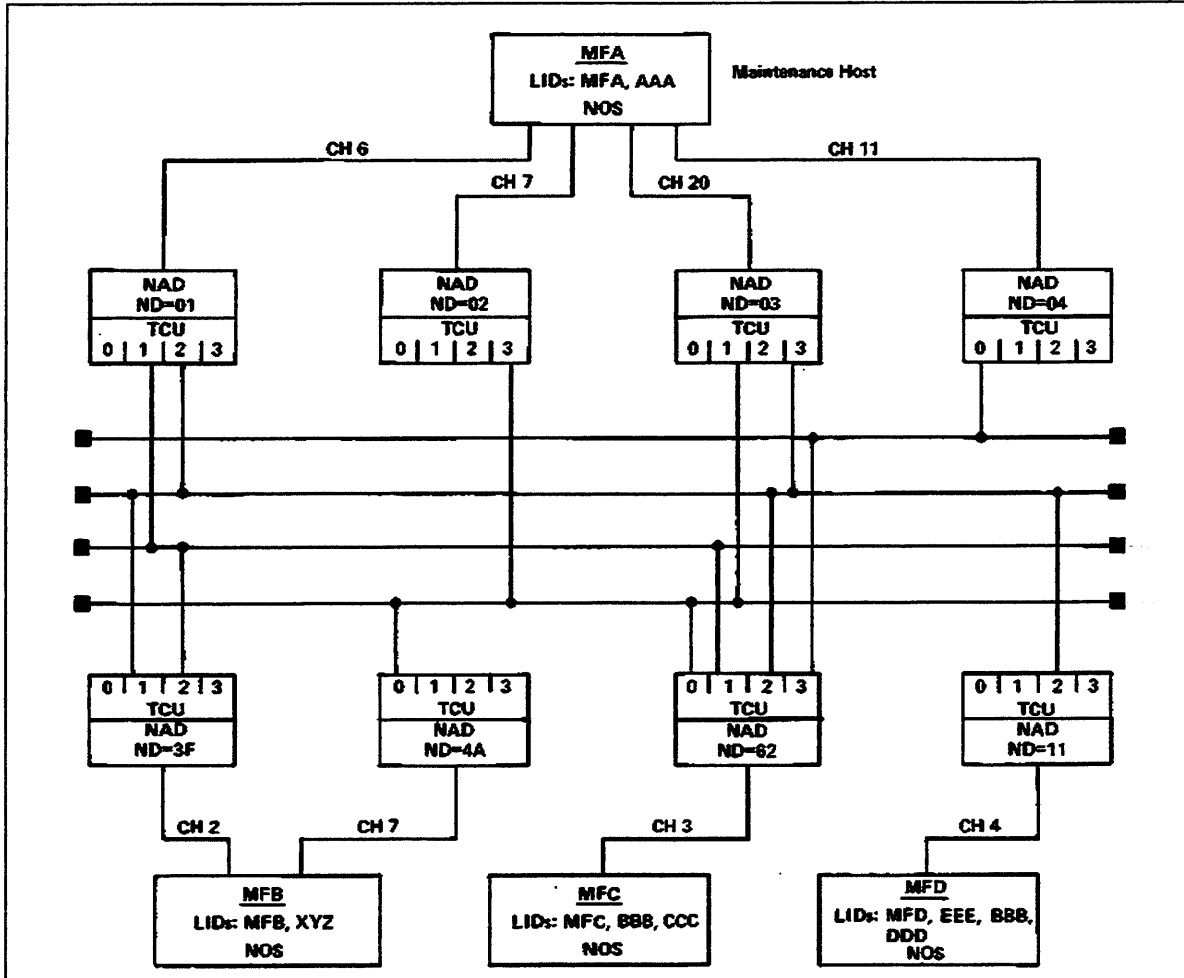 MFA
LIDs: MFA, AAA
NOS
Maintenance Host
CH 6
CH 11
CH 7
CH 20
NAD
ND=01
TCU
0 | 1 | 2 | 3
NAD
ND=02
TCU
0 | 1 | 2 | 3
NAD
ND=03
TCU
0 | 1 | 2 | 3
NAD
ND=04
TCU
0 | 1 | 2 | 3
0 | 1 | 2 | 3
TCU
NAD
ND=3F
0 | 1 | 2 | 3
TCU
NAD
ND=4A
0 | 1 | 2 | 3
TCU
NAD
ND=62
0 | 1 | 2 | 3
TCU
NAD
ND=11
CH 2
CH 7
CH 3
CH 4
MFB
LIDs: MFB, XYZ
NOS
MFC
LIDs: MFC, BBB, CCC
NOS
MFD
LIDs: MFD, EEE, BBB,
DDD
NOS